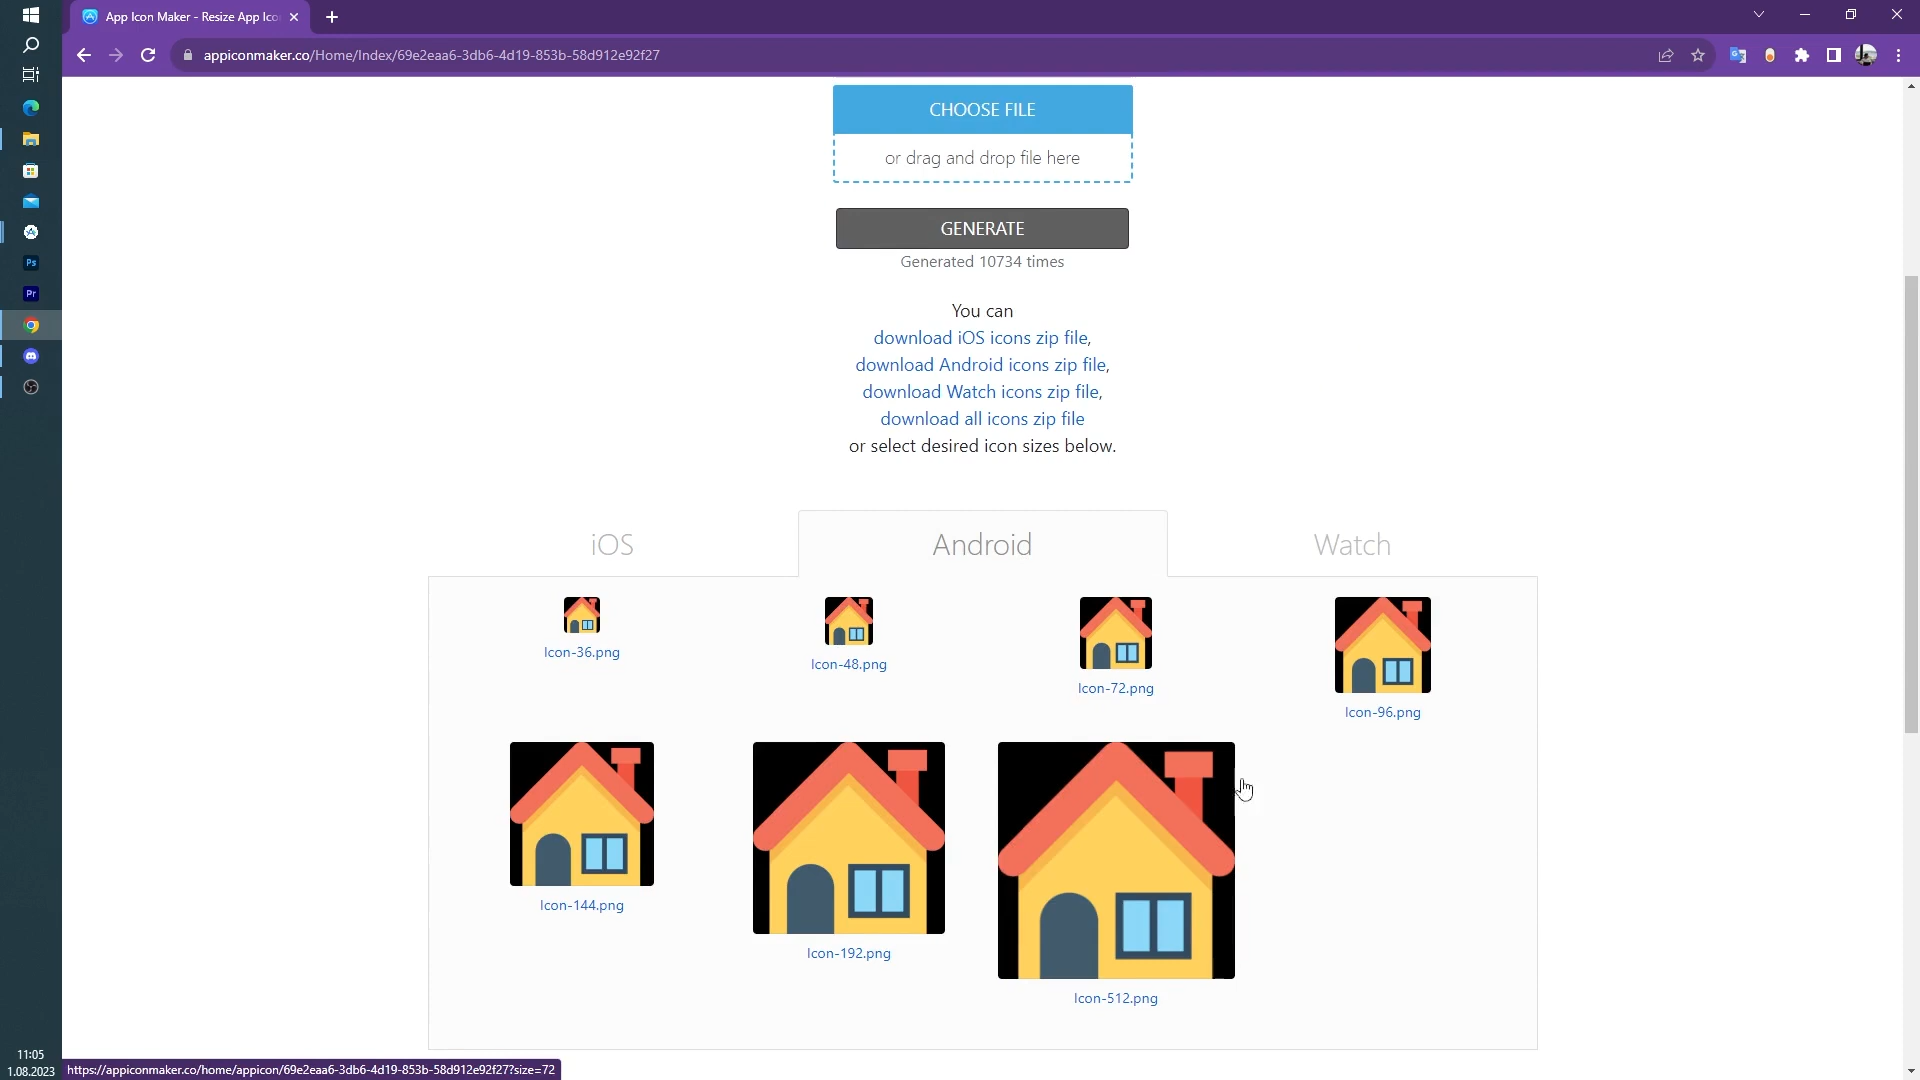 App Icon Maker - Resize App Ico
appiconmaker.co/Home/Index/69e2eaa6-3db6-4d19-853b-58d912e92f27
CHOOSE FILE
or drag and drop file here
GENERATE
Generated 10734 times
You can
download iOS icons zip file,
download Android icons zip file,
download Watch icons zip file,
download all icons zip file
or select desired icon sizes below.
iOS
Android
Watch
Icon-36.png
Icon-48.png
Icon-72.png
Icon-96.png
Icon-144.png
Icon-192.png
Icon-512.png
Ps
Pr
11:05
1.08.2023
https://appiconmaker.co/home/appicon/69e2eaa6-3db6-4d19-853b-58d912e92f27?size=72